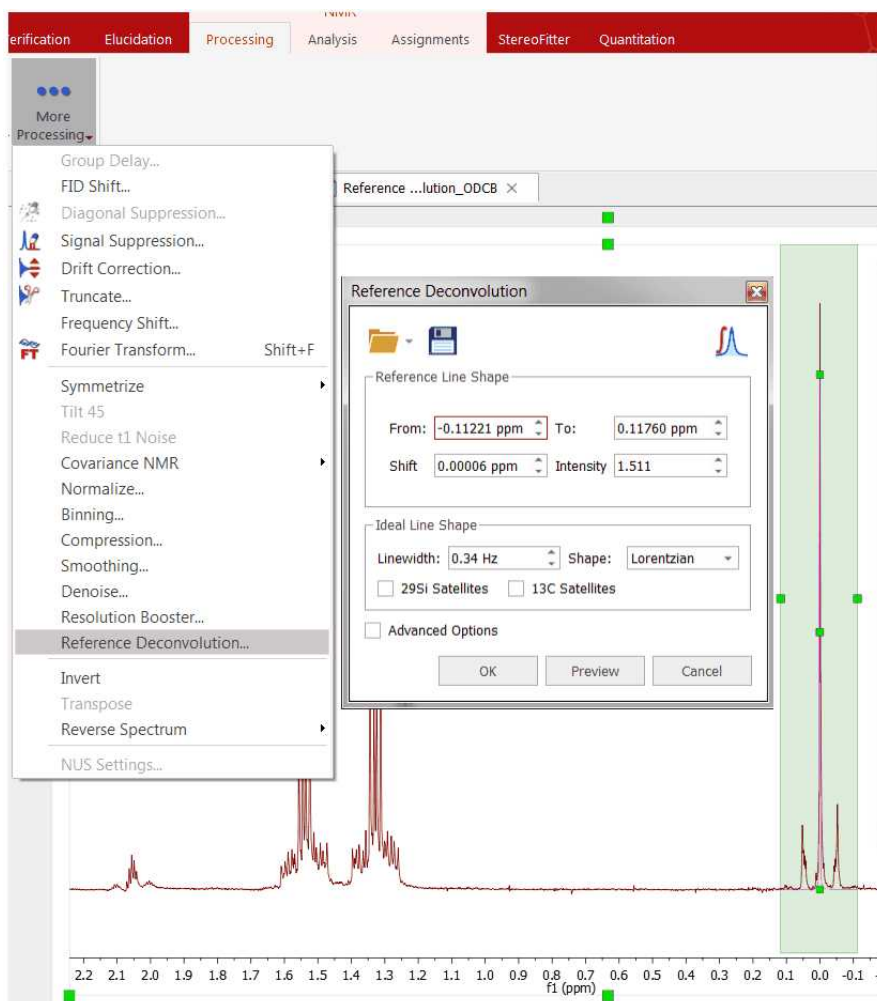 NMR
erification Elucidation Processing Analysis Assignments StereoFitter Quantitation
More
Processing
Group Delay...
FID Shift...
Diagonal Suppression...
Signal Suppression...
Drift Correction...
Truncate...
Frequency Shift...
FT Fourier Transform... Shift+F
Symmetrize
Tilt 45
Reduce t1 Noise
Covariance NMR
Normalize...
Binning...
Compression...
Smoothing...
Denoise...
Resolution Booster...
Reference Deconvolution...
Invert
Transpose
Reverse Spectrum
NUS Settings...
Reference ...lution_ODCB
Reference Deconvolution
Reference Line Shape
From: -0.11221 ppm To: 0.11760 ppm
Shift 0.00006 ppm Intensity 1.511
Ideal Line Shape
Linewidth: 0.34 Hz Shape: Lorentzian
29Si Satellites 13C Satellites
Advanced Options
OK Preview Cancel
2.2 2.1 2.0 1.9 1.8 1.7 1.6 1.5 1.4 1.3 1.2 1.1 1.0 0.9 0.8 0.7 0.6 0.5 0.4 0.3 0.2 0.1 0.0 -0.1
f1 (ppm)